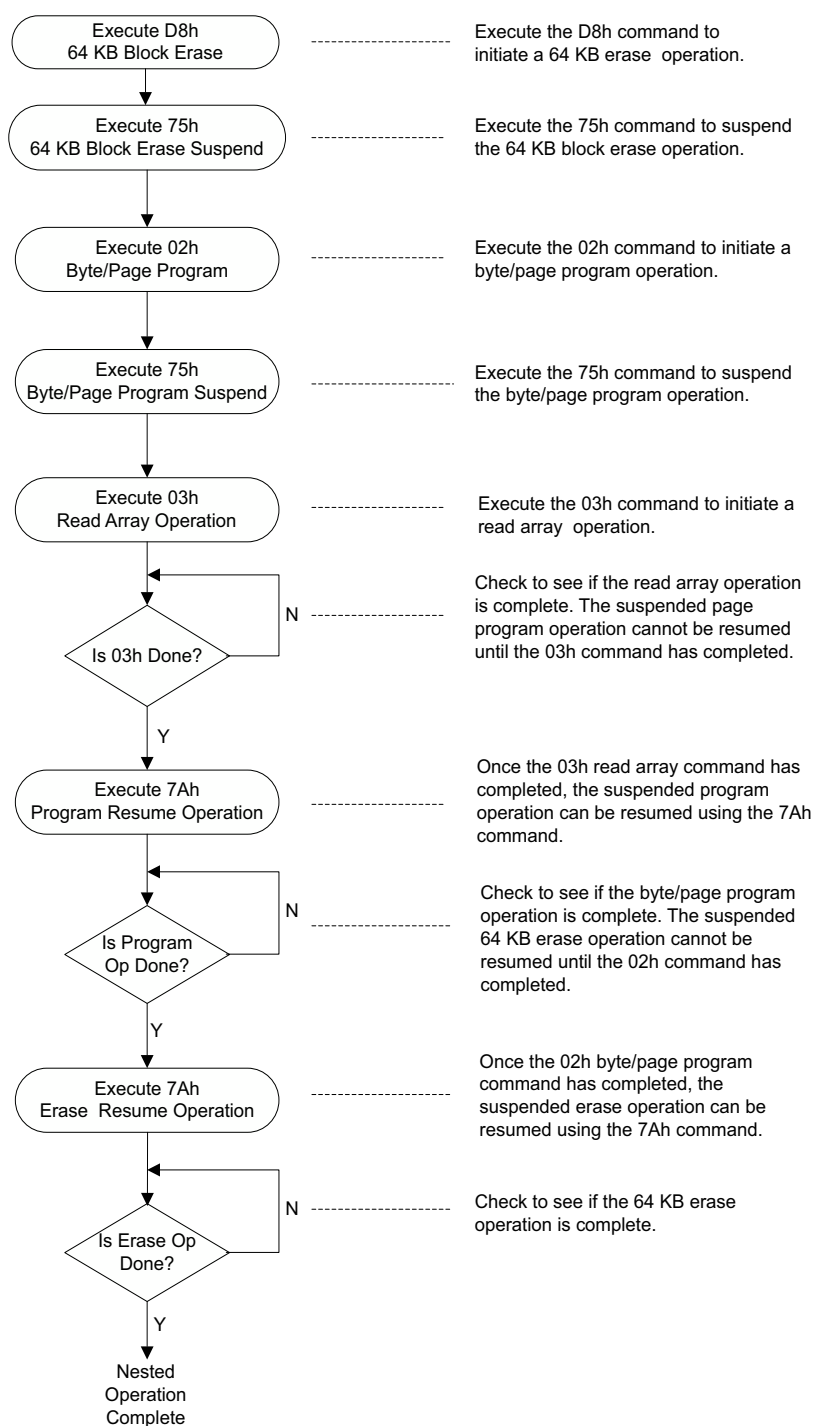 Execute D8h
64 KB Block Erase
Execute the D8h command to
initiate a 64 KB erase operation.
Execute 75h
64 KB Block Erase Suspend
Execute the 75h command to suspend
the 64 KB block erase operation.
Execute 02h
Byte/Page Program
Execute the 02h command to initiate a
byte/page program operation.
Execute 75h
Byte/Page Program Suspend
Execute the 75h command to suspend
the byte/page program operation.
Execute 03h
Read Array Operation
Execute the 03h command to initiate a
read array operation.
Is 03h Done?
N
Y
Check to see if the read array operation
is complete. The suspended page
program operation cannot be resumed
until the 03h command has completed.
Execute 7Ah
Program Resume Operation
Once the 03h read array command has
completed, the suspended program
operation can be resumed using the 7Ah
command.
Is Program
Op Done?
N
Y
Check to see if the byte/page program
operation is complete. The suspended
64 KB erase operation cannot be
resumed until the 02h command has
completed.
Execute 7Ah
Erase Resume Operation
Once the 02h byte/page program
command has completed, the
suspended erase operation can be
resumed using the 7Ah command.
Is Erase Op
Done?
N
Y
Check to see if the 64 KB erase
operation is complete.
Nested
Operation
Complete